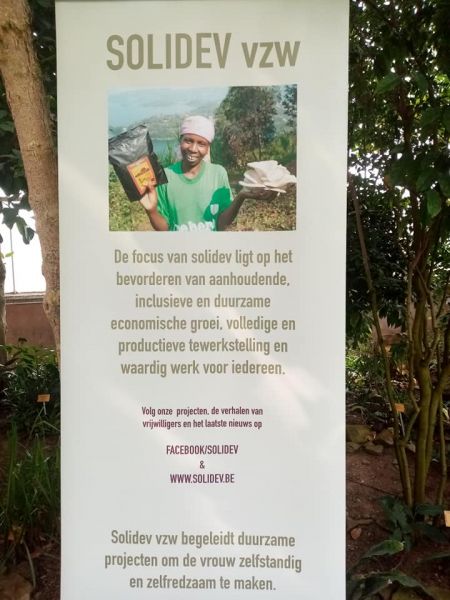 SOLIDEV vzw
De focus van solidev ligt op het
bevorderen van aanhoudende,
inclusieve en duurzame
economische groei, volledige en
productieve tewerkstelling en
waardig werk voor iedereen.
Volg onze projecten, de verhalen van
vrijwilligers en het laatste nieuws op
FACEBOOK/SOLIDEV
&
WWW.SOLIDEV.BE
Solidev vzw begeleidt duurzame
projecten om de vrouw zelfstandig
en zelfredzaam te maken.